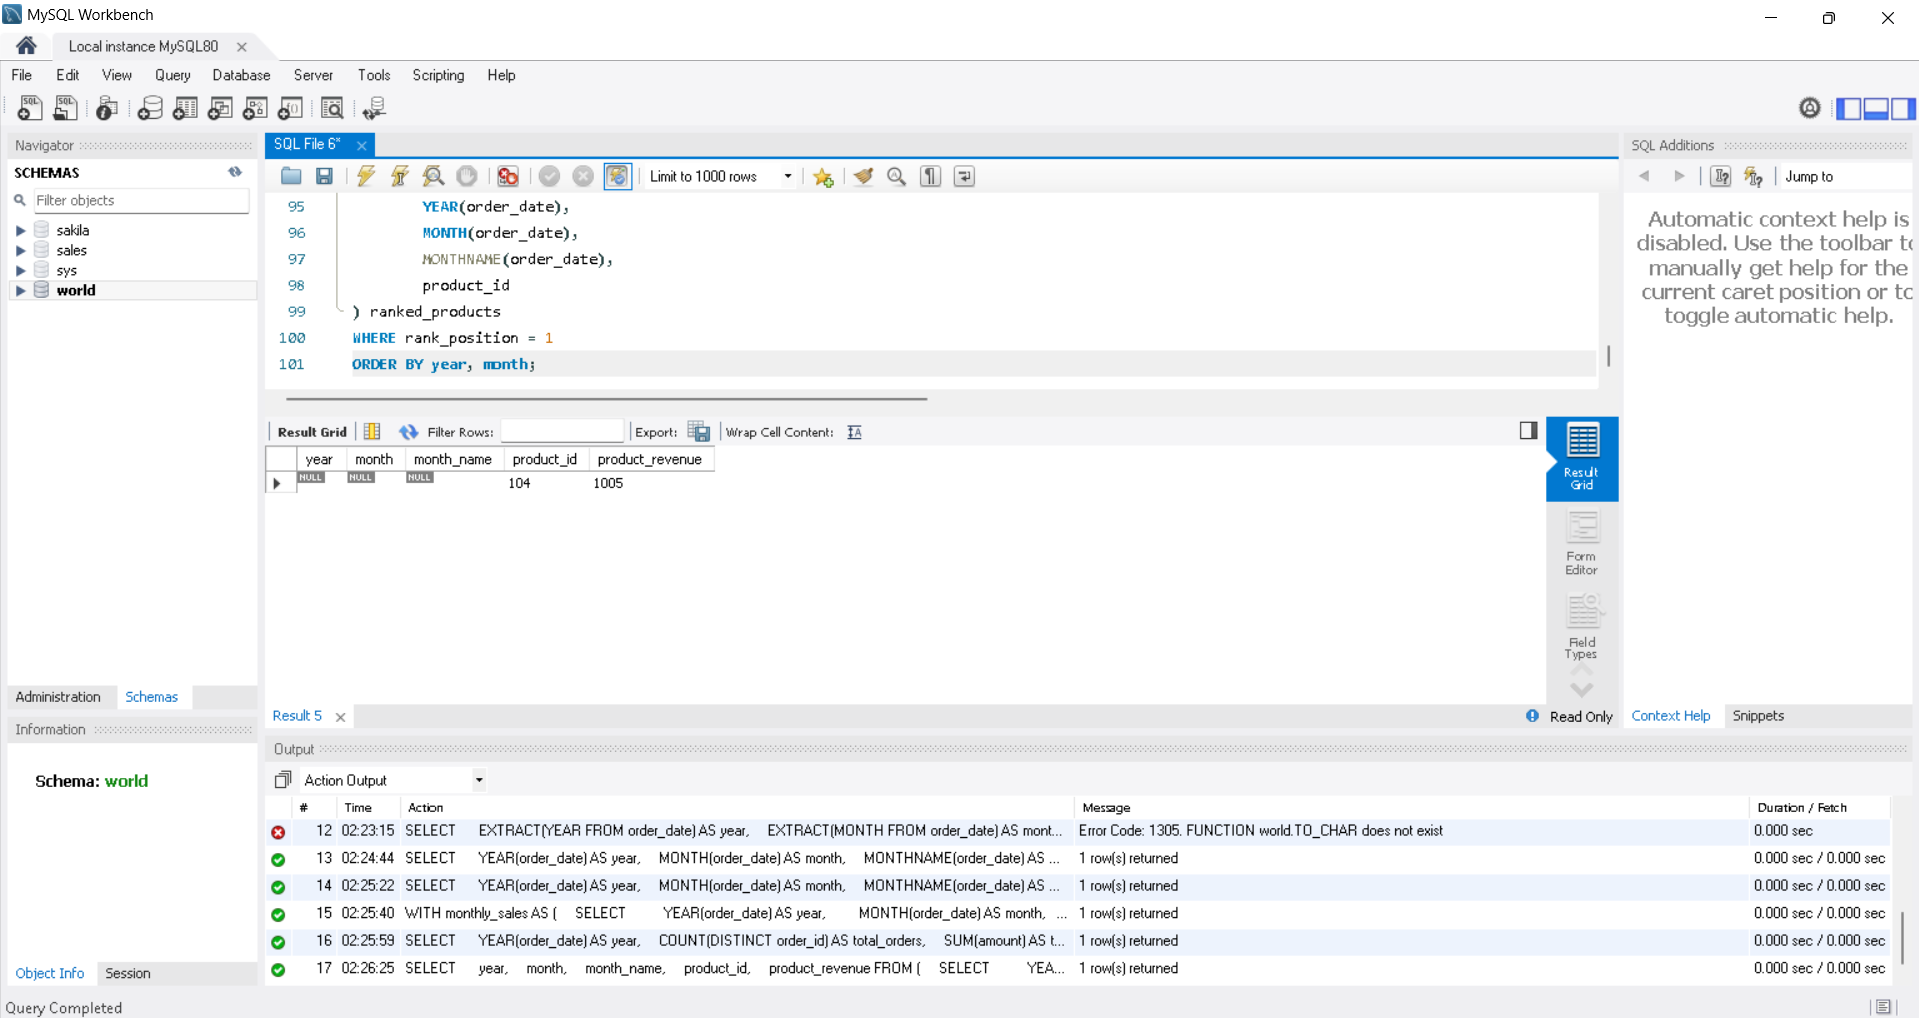 MySQL Workbench
Local instance MySQL80
File Edit View Query Database Server Tools Scripting Help
Navigator
SCHEMAS
Filter objects
sakila
sales
sys
world
Administration Schemas
Information
Schema: world
Object Info Session
SQL File 6*
Limit to 1000 rows
95 YEAR(order_date),
96 MONTH(order_date),
97 MONTHNAME(order_date),
98 product_id
99 ) ranked_products
100 WHERE rank_position = 1
101 ORDER BY year, month;
Result Grid Filter Rows: Export: Wrap Cell Content:
year month month_name product_id product_revenue
NULL NULL NULL 104 1005
Result
Grid
Form
Editor
Field
Types
Result 5 Read Only
SQL Additions
Jump to
Automatic context help is
disabled. Use the toolbar to
manually get help for the
current caret position or to
toggle automatic help.
Context Help Snippets
Output
Action Output
# Time Action Message Duration / Fetch
12 02:23:15 SELECT EXTRACT(YEAR FROM order_date) AS year, EXTRACT(MONTH FROM order_date) AS mont... Error Code: 1305. FUNCTION world.TO_CHAR does not exist 0.000 sec
13 02:24:44 SELECT YEAR(order_date) AS year, MONTH(order_date) AS month, MONTHNAME(order_date) AS ... 1 row(s) returned 0.000 sec / 0.000 sec
14 02:25:22 SELECT YEAR(order_date) AS year, MONTH(order_date) AS month, MONTHNAME(order_date) AS ... 1 row(s) returned 0.000 sec / 0.000 sec
15 02:25:40 WITH monthly_sales AS ( SELECT YEAR(order_date) AS year, MONTH(order_date) AS month, ... 1 row(s) returned 0.000 sec / 0.000 sec
16 02:25:59 SELECT YEAR(order_date) AS year, COUNT(DISTINCT order_id) AS total_orders, SUM(amount) AS t... 1 row(s) returned 0.000 sec / 0.000 sec
17 02:26:25 SELECT year, month, month_name, product_id, product_revenue FROM ( SELECT YEA... 1 row(s) returned 0.000 sec / 0.000 sec
Query Completed